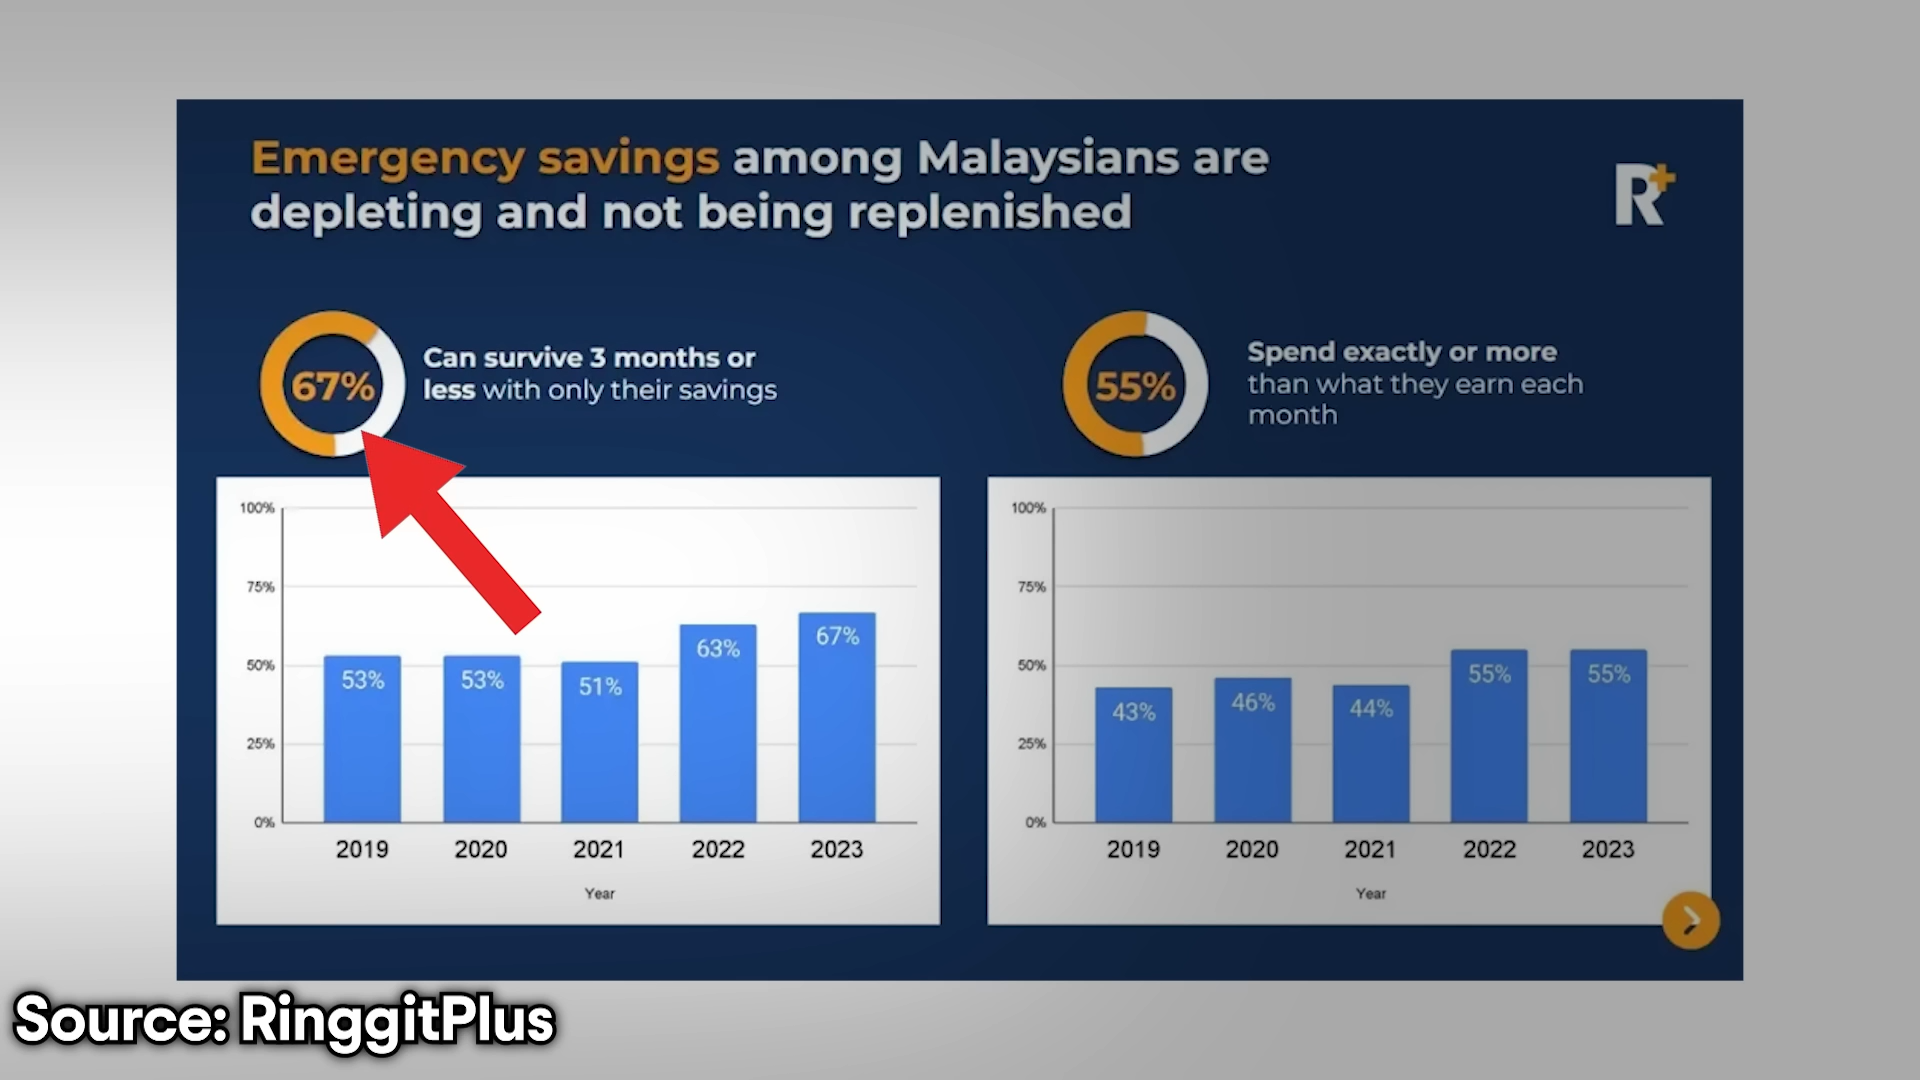 Emergency savings among Malaysians are
depleting and not being replenished
R+
67%
Can survive 3 months or
less with only their savings
55%
Spend exactly or more
than what they earn each
month
100%
75%
50%
25%
0%
53%
53%
51%
63%
67%
2019
2020
2021
2022
2023
Year
100%
75%
50%
25%
0%
43%
46%
44%
55%
55%
2019
2020
2021
2022
2023
Year
Source: RinggitPlus